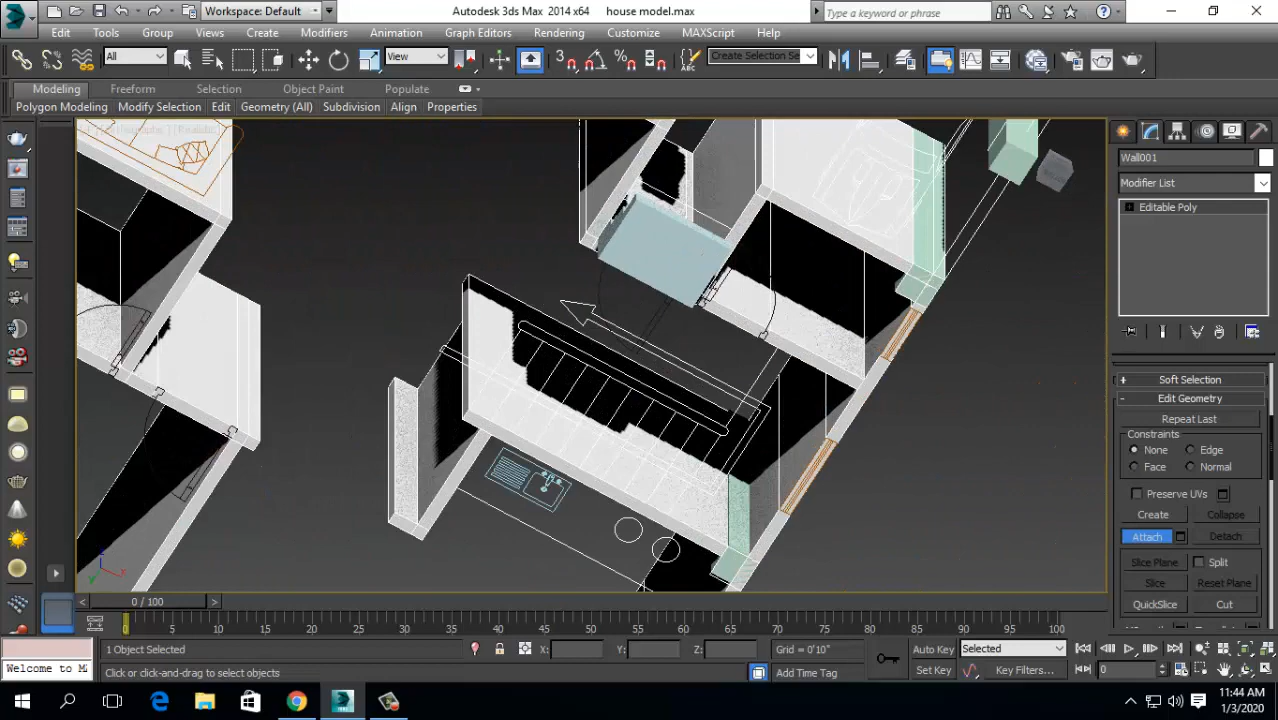 Workspace: Default
Autodesk 3ds Max 2014 x64 house model.max
Type a keyword or phrase
Edit Tools Group Views Create Modifiers Animation Graph Editors Rendering Customize MAXScript Help
All
View
Create Selection Se
Modeling Freeform Selection Object Paint Populate
Polygon Modeling Modify Selection Edit Geometry (All) Subdivision Align Properties
Wall001
Modifier List
Editable Poly
Soft Selection
Edit Geometry
Repeat Last
Constraints
None Edge
Face Normal
Preserve UVs
Create Collapse
Attach Detach
Slice Plane Split
Slice Reset Plane
QuickSlice Cut
0 / 100
0 5 10 15 20 25 30 35 40 45 50 55 60 65 70 75 80 85 90 95 100
1 Object Selected
X: Y: Z: Grid = 0'10"
Auto Key Selected
Welcome to M
Click or click-and-drag to select objects
Add Time Tag
Set Key Key Filters...
0
11:44 AM
1/3/2020